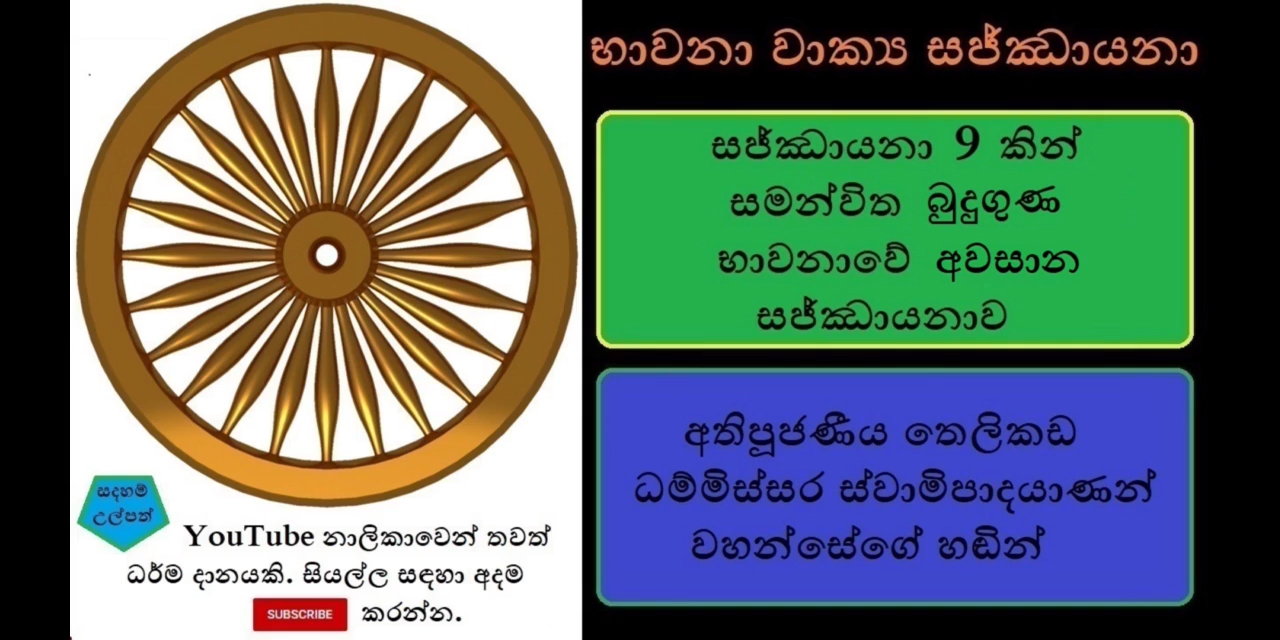 භාවනා වාක්‍ය සජ්ඣායනා
සජ්ඣායනා 9 කින්
සමන්විත බුදුගුණ
භාවනාවේ අවසාන
සජ්ඣායනාව
අතිපූජණීය තෙලිකඩ
ධම්මිස්සර ස්වාමිපාදයාණන්
වහන්සේගේ හඬින්
සදහම්
උල්පත්
YouTube නාලිකාවෙන් තවත්
ධර්ම දානයකි. සියල්ල සඳහා අදම
SUBSCRIBE කරන්න.